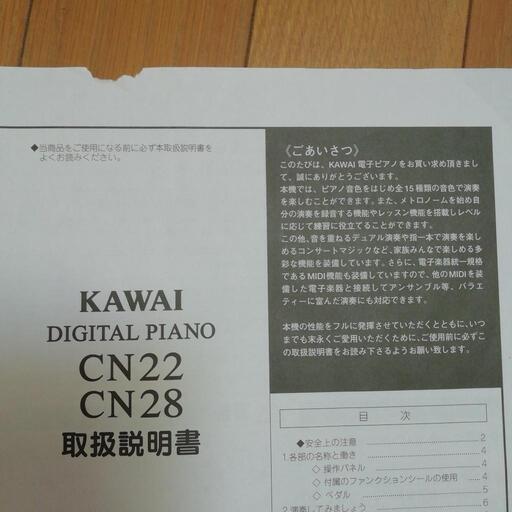 ◆当商品をご使用になる前に必ず本取扱説明書を
よくお読みください。
KAWAI
DIGITAL PIANO
CN22
CN28
取扱説明書
《ごあいさつ》
このたびは、KAWAI 電子ピアノをお買い求め頂きまし
て、誠にありがとうございます。
本機では、ピアノ音色をはじめ全15種類の音色で演奏
を楽しむことができます。また、メトロノームを始め自
分の演奏を録音する機能やレッスン機能を搭載しレベル
に応じて練習に役立てることができます。
この他、音を重ねるデュアル演奏や指一本で演奏を楽し
めるコンサートマジックなど、家族みんなで楽しめる多
彩な機能を装備しています。さらに、電子楽器統一規格
であるMIDI機能も装備していますので、他のMIDIを装
備した電子楽器と接続してアンサンブル等、バラエ
ティーに富んだ演奏にも対応できます。
本機の性能をフルに発揮させていただくとともに、いつ
までも末永くご愛用いただくために、ご使用前に必ずこ
の取扱説明書をお読み下さるようお願い致します。
目 次
◆安全上の注意 2
1.各部の名称と働き 4
◇ 操作パネル 4
◇ 付属のファンクションシールの使用 4
◇ ペダル 5
2.演奏してみましょう 6